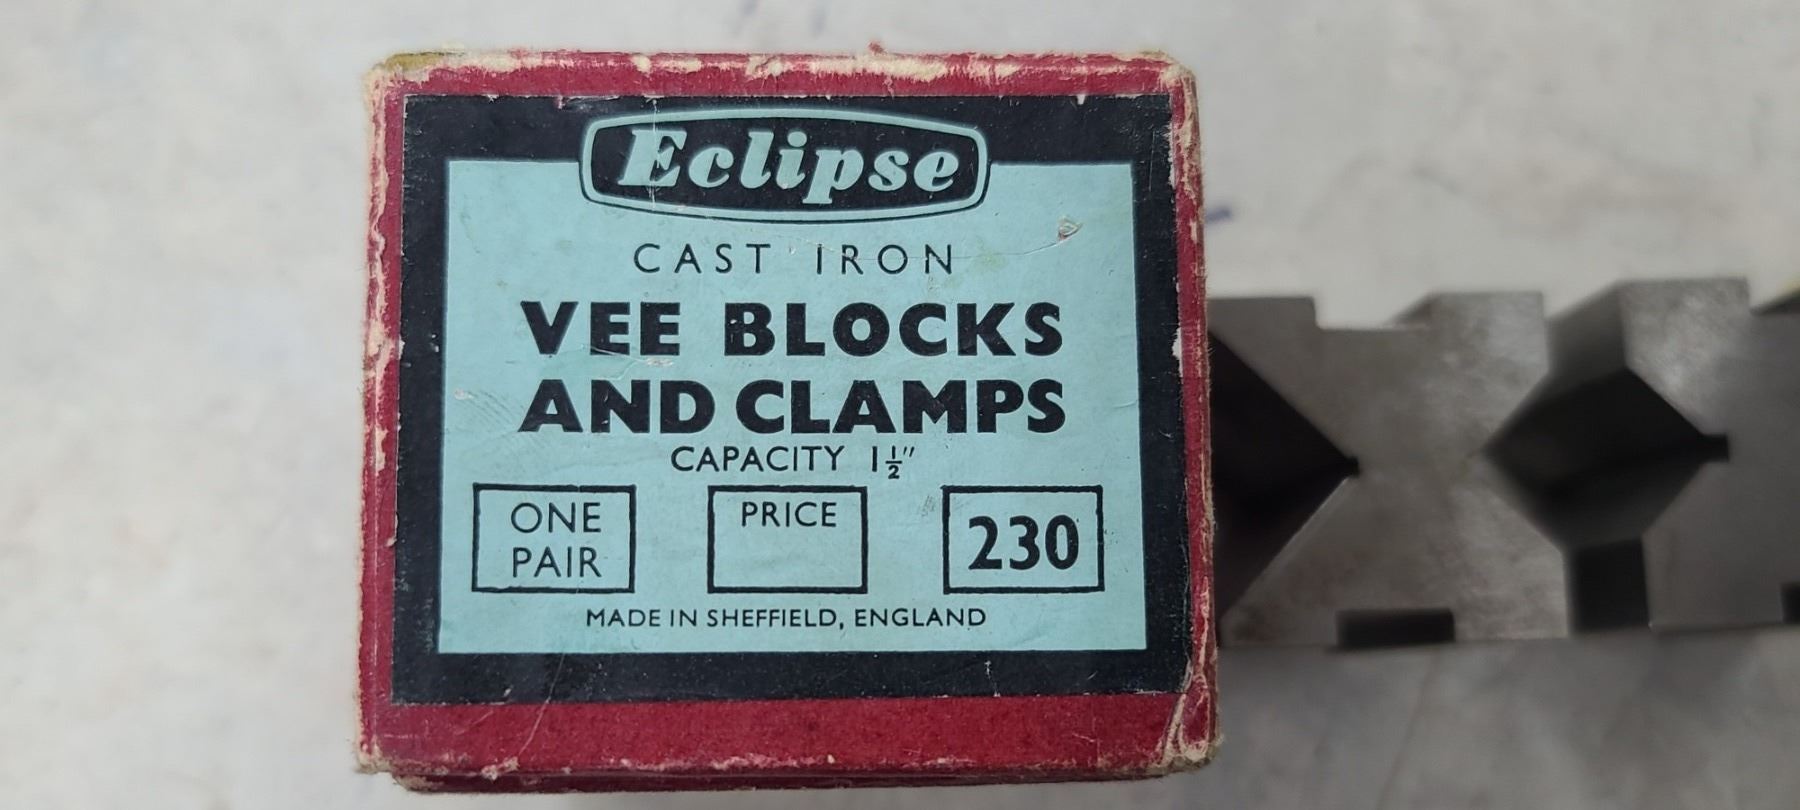 Eclipse
CAST IRON
VEE BLOCKS
AND CLAMPS
CAPACITY 1½"
ONE
PAIR
PRICE
230
MADE IN SHEFFIELD, ENGLAND